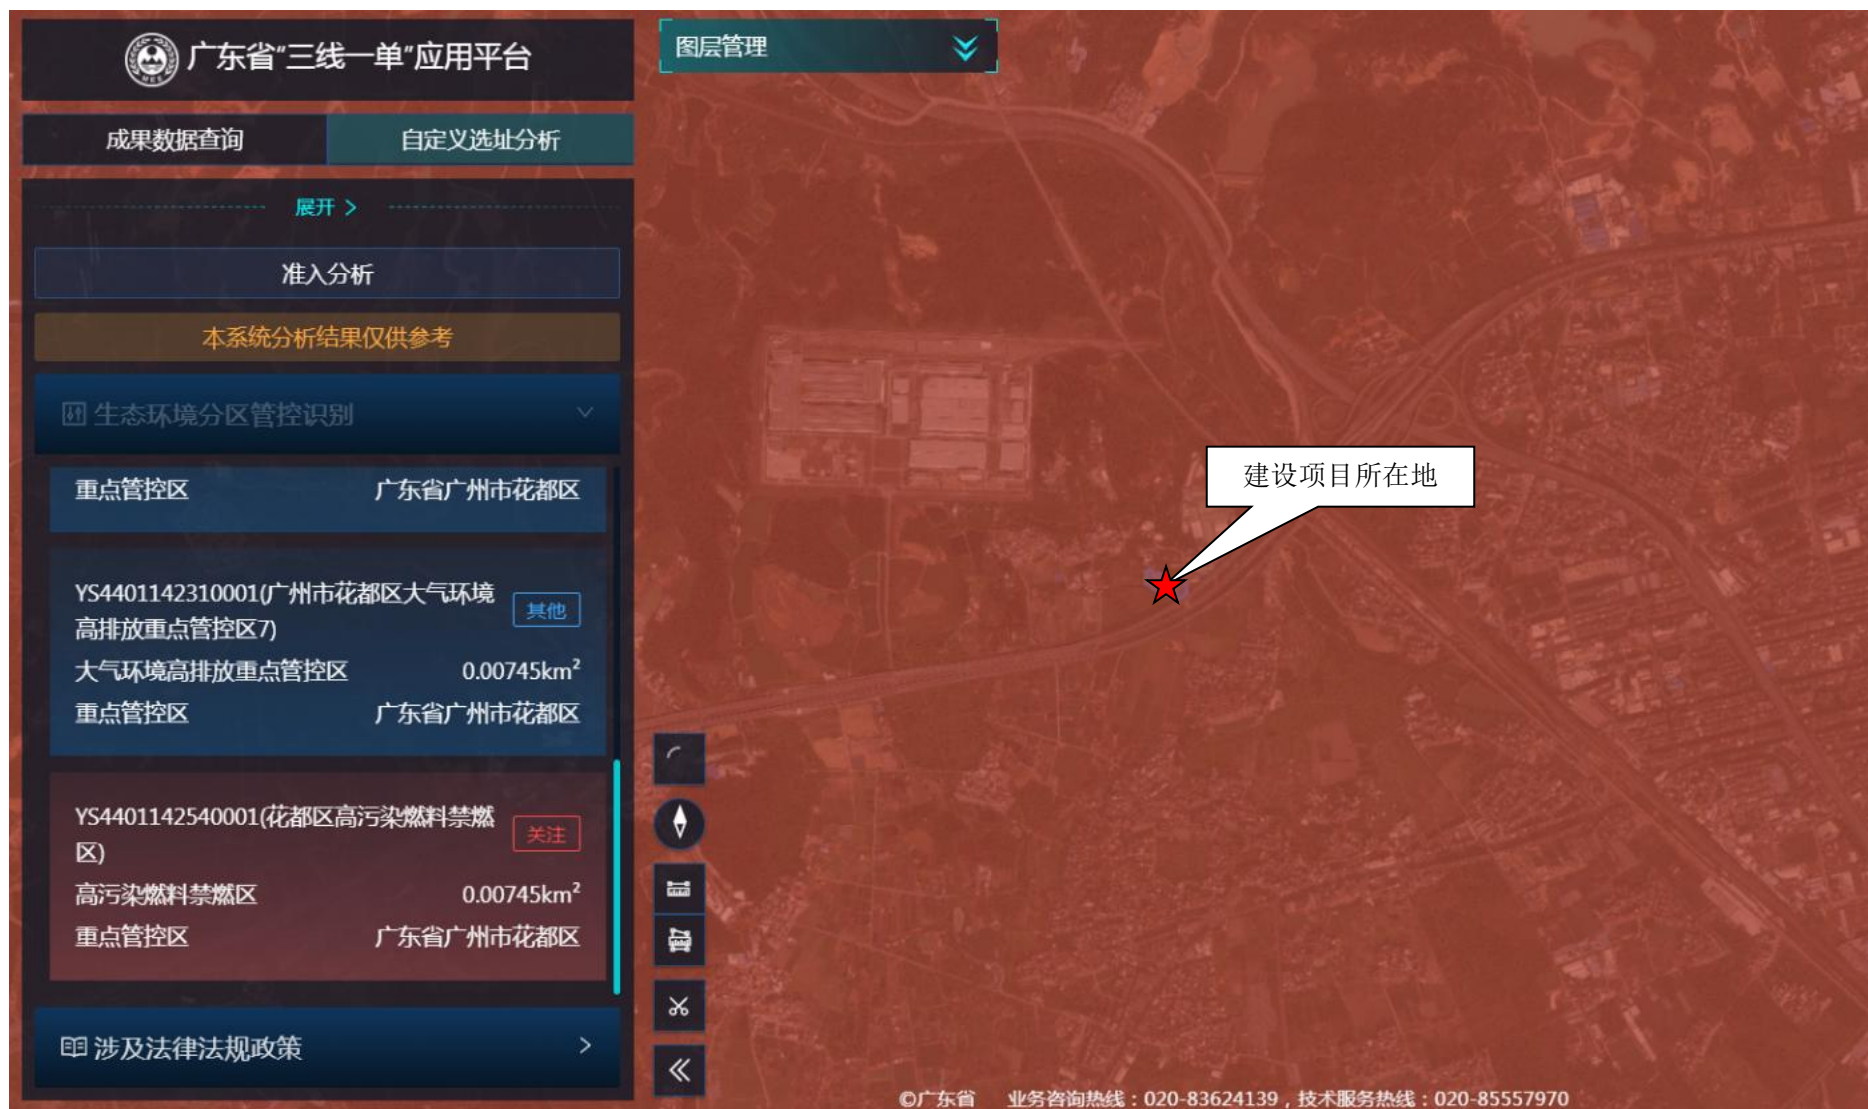 广东省“三线一单”应用平台
图层管理
成果数据查询
自定义选址分析
展开 >
准入分析
本系统分析结果仅供参考
生态环境分区管控识别
重点管控区 广东省广州市花都区
YS4401142310001(广州市花都区大气环境
高排放重点管控区7)
其他
大气环境高排放重点管控区 0.00745km²
重点管控区 广东省广州市花都区
YS4401142540001(花都区高污染燃料禁燃
区)
关注
高污染燃料禁燃区 0.00745km²
重点管控区 广东省广州市花都区
涉及法律法规政策
建设项目所在地
©广东省 业务咨询热线：020-83624139，技术服务热线：020-85557970